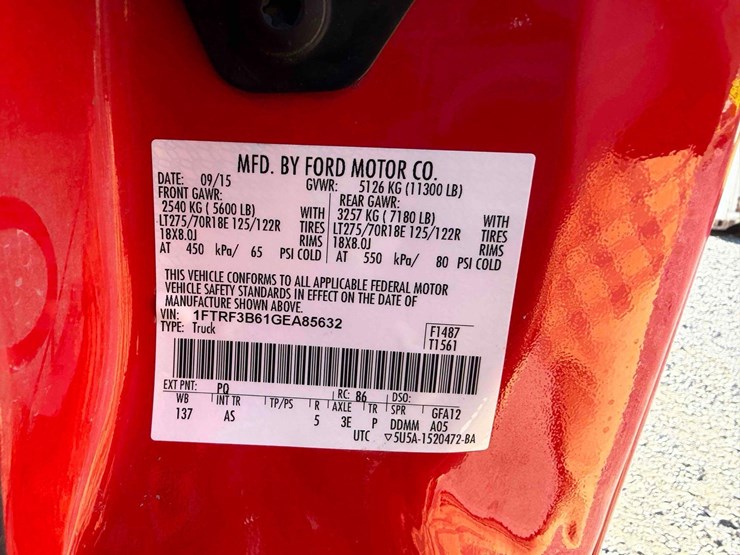 MFD. BY FORD MOTOR CO.
DATE: 09/15 GVWR: 5126 KG (11300 LB)
FRONT GAWR: REAR GAWR:
2540 KG ( 5600 LB) WITH 3257 KG ( 7180 LB) WITH
LT275/70R18E 125/122R TIRES LT275/70R18E 125/122R TIRES
18X8.0J RIMS 18X8.0J RIMS
AT 450 kPa/ 65 PSI COLD AT 550 kPa/ 80 PSI COLD
THIS VEHICLE CONFORMS TO ALL APPLICABLE FEDERAL MOTOR
VEHICLE SAFETY STANDARDS IN EFFECT ON THE DATE OF
MANUFACTURE SHOWN ABOVE.
VIN: 1FTRF3B61GEA85632 F1487
TYPE: Truck T1561
EXT PNT: PQ RC: 86 DSO:
WB INT TR TP/PS R AXLE TR SPR GFA12
137 AS 5 3E P DDMM A05
UTC ▽5U5A-1520472-BA